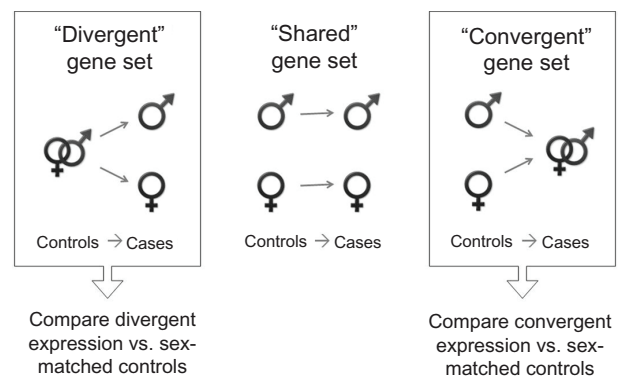 “Divergent”
gene set
Controls → Cases
Compare divergent
expression vs. sex-
matched controls
“Shared”
gene set
Controls → Cases
“Convergent”
gene set
Controls → Cases
Compare convergent
expression vs. sex-
matched controls